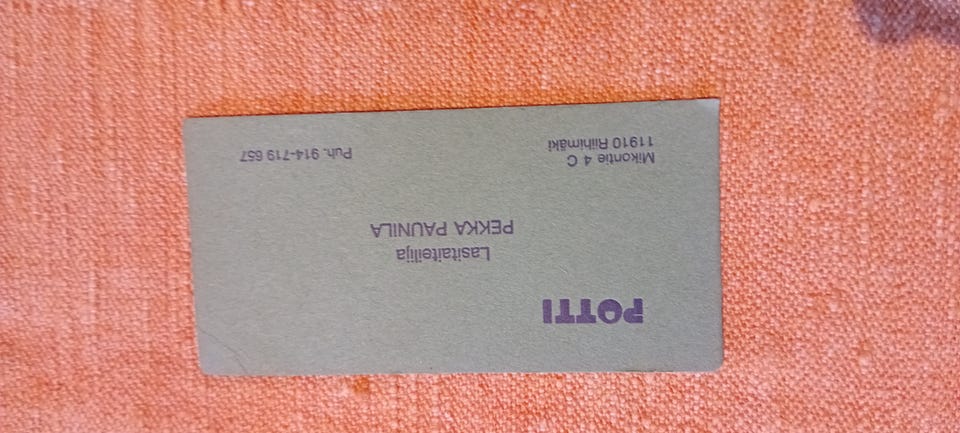 POTTI
Lasitaiteilija
PEKKA PAUNILA
Mikontie 4 C
11910 Riihimäki
Puh. 914-719 657